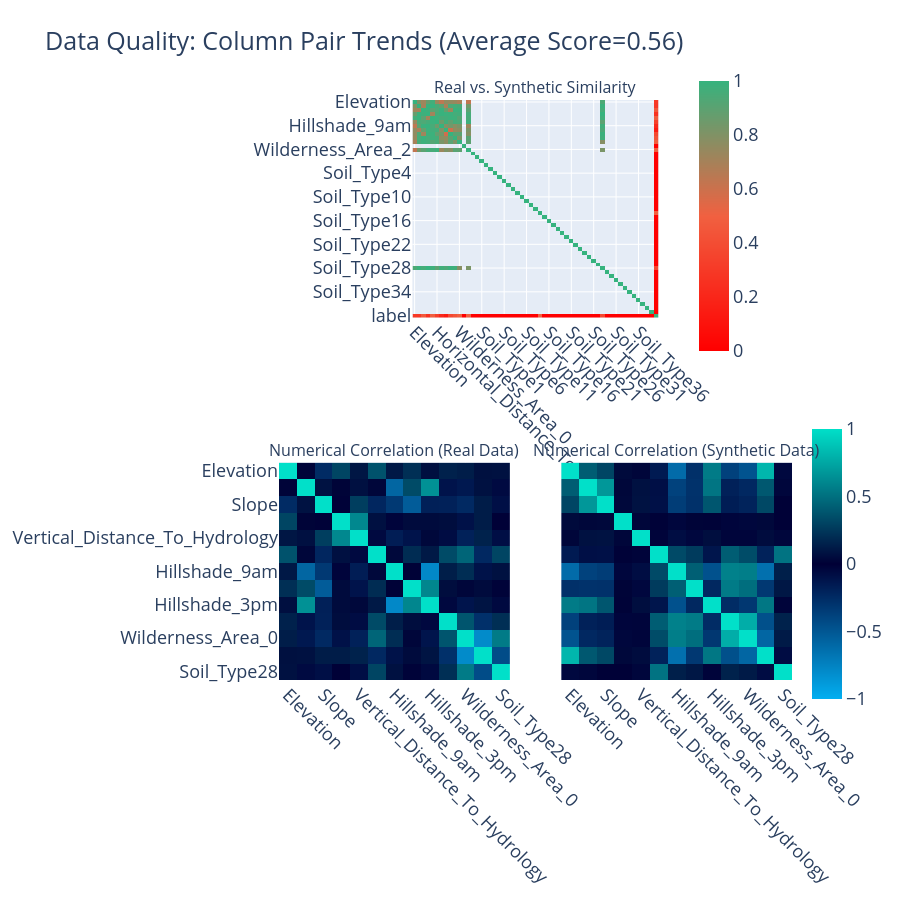 Data Quality: Column Pair Trends (Average Score=0.56)
Real vs. Synthetic Similarity
Elevation
Hillshade_9am
Wilderness_Area_2
Soil_Type4
Soil_Type10
Soil_Type16
Soil_Type22
Soil_Type28
Soil_Type34
label
Elevation
Horizontal_Distance_To
Wilderness_Area_0
Soil_Type1
Soil_Type6
Soil_Type11
Soil_Type16
Soil_Type21
Soil_Type26
Soil_Type31
Soil_Type36
1
0.8
0.6
0.4
0.2
0
Numerical Correlation (Real Data)
Numerical Correlation (Synthetic Data)
Elevation
Slope
Vertical_Distance_To_Hydrology
Hillshade_9am
Hillshade_3pm
Wilderness_Area_0
Soil_Type28
Elevation
Slope
Vertical_Distance_To_Hydrology
Hillshade_9am
Hillshade_3pm
Wilderness_Area_0
Soil_Type28
Elevation
Slope
Vertical_Distance_To_Hydrology
Hillshade_9am
Hillshade_3pm
Wilderness_Area_0
Soil_Type28
1
0.5
0
−0.5
−1